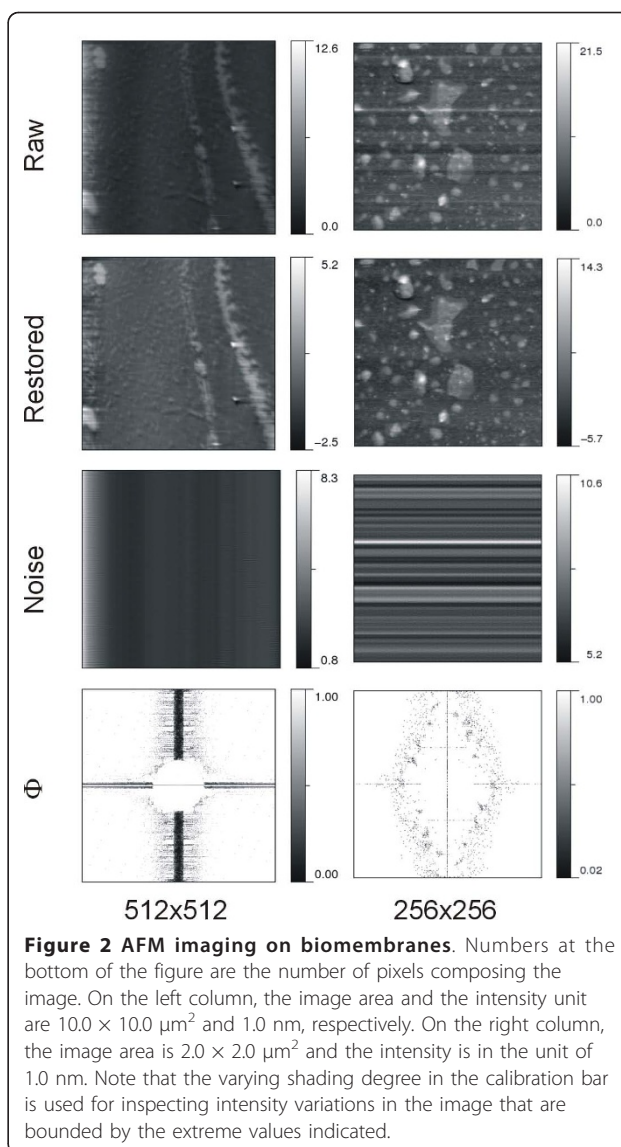 Raw
12.6
0.0
21.5
0.0
Restored
5.2
−2.5
14.3
−5.7
Noise
8.3
0.8
10.6
5.2
Φ
1.00
0.00
1.00
0.02
512x512
256x256
Figure 2 AFM imaging on biomembranes. Numbers at the
bottom of the figure are the number of pixels composing the
image. On the left column, the image area and the intensity unit
are 10.0 × 10.0 μm² and 1.0 nm, respectively. On the right column,
the image area is 2.0 × 2.0 μm² and the intensity is in the unit of
1.0 nm. Note that the varying shading degree in the calibration bar
is used for inspecting intensity variations in the image that are
bounded by the extreme values indicated.